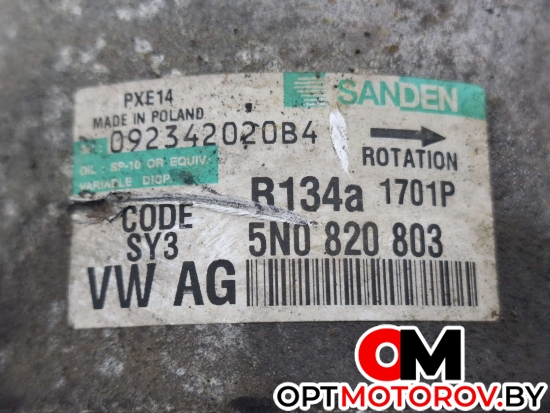 PXE14
SANDEN
MADE IN POLAND
092342020B4
ROTATION
OIL: SP-10 OR EQUIV.
VARIABLE DISP.
R134a 1701P
CODE
SY3
5N0 820 803
VW AG
OM
OPTMOTOROV.BY